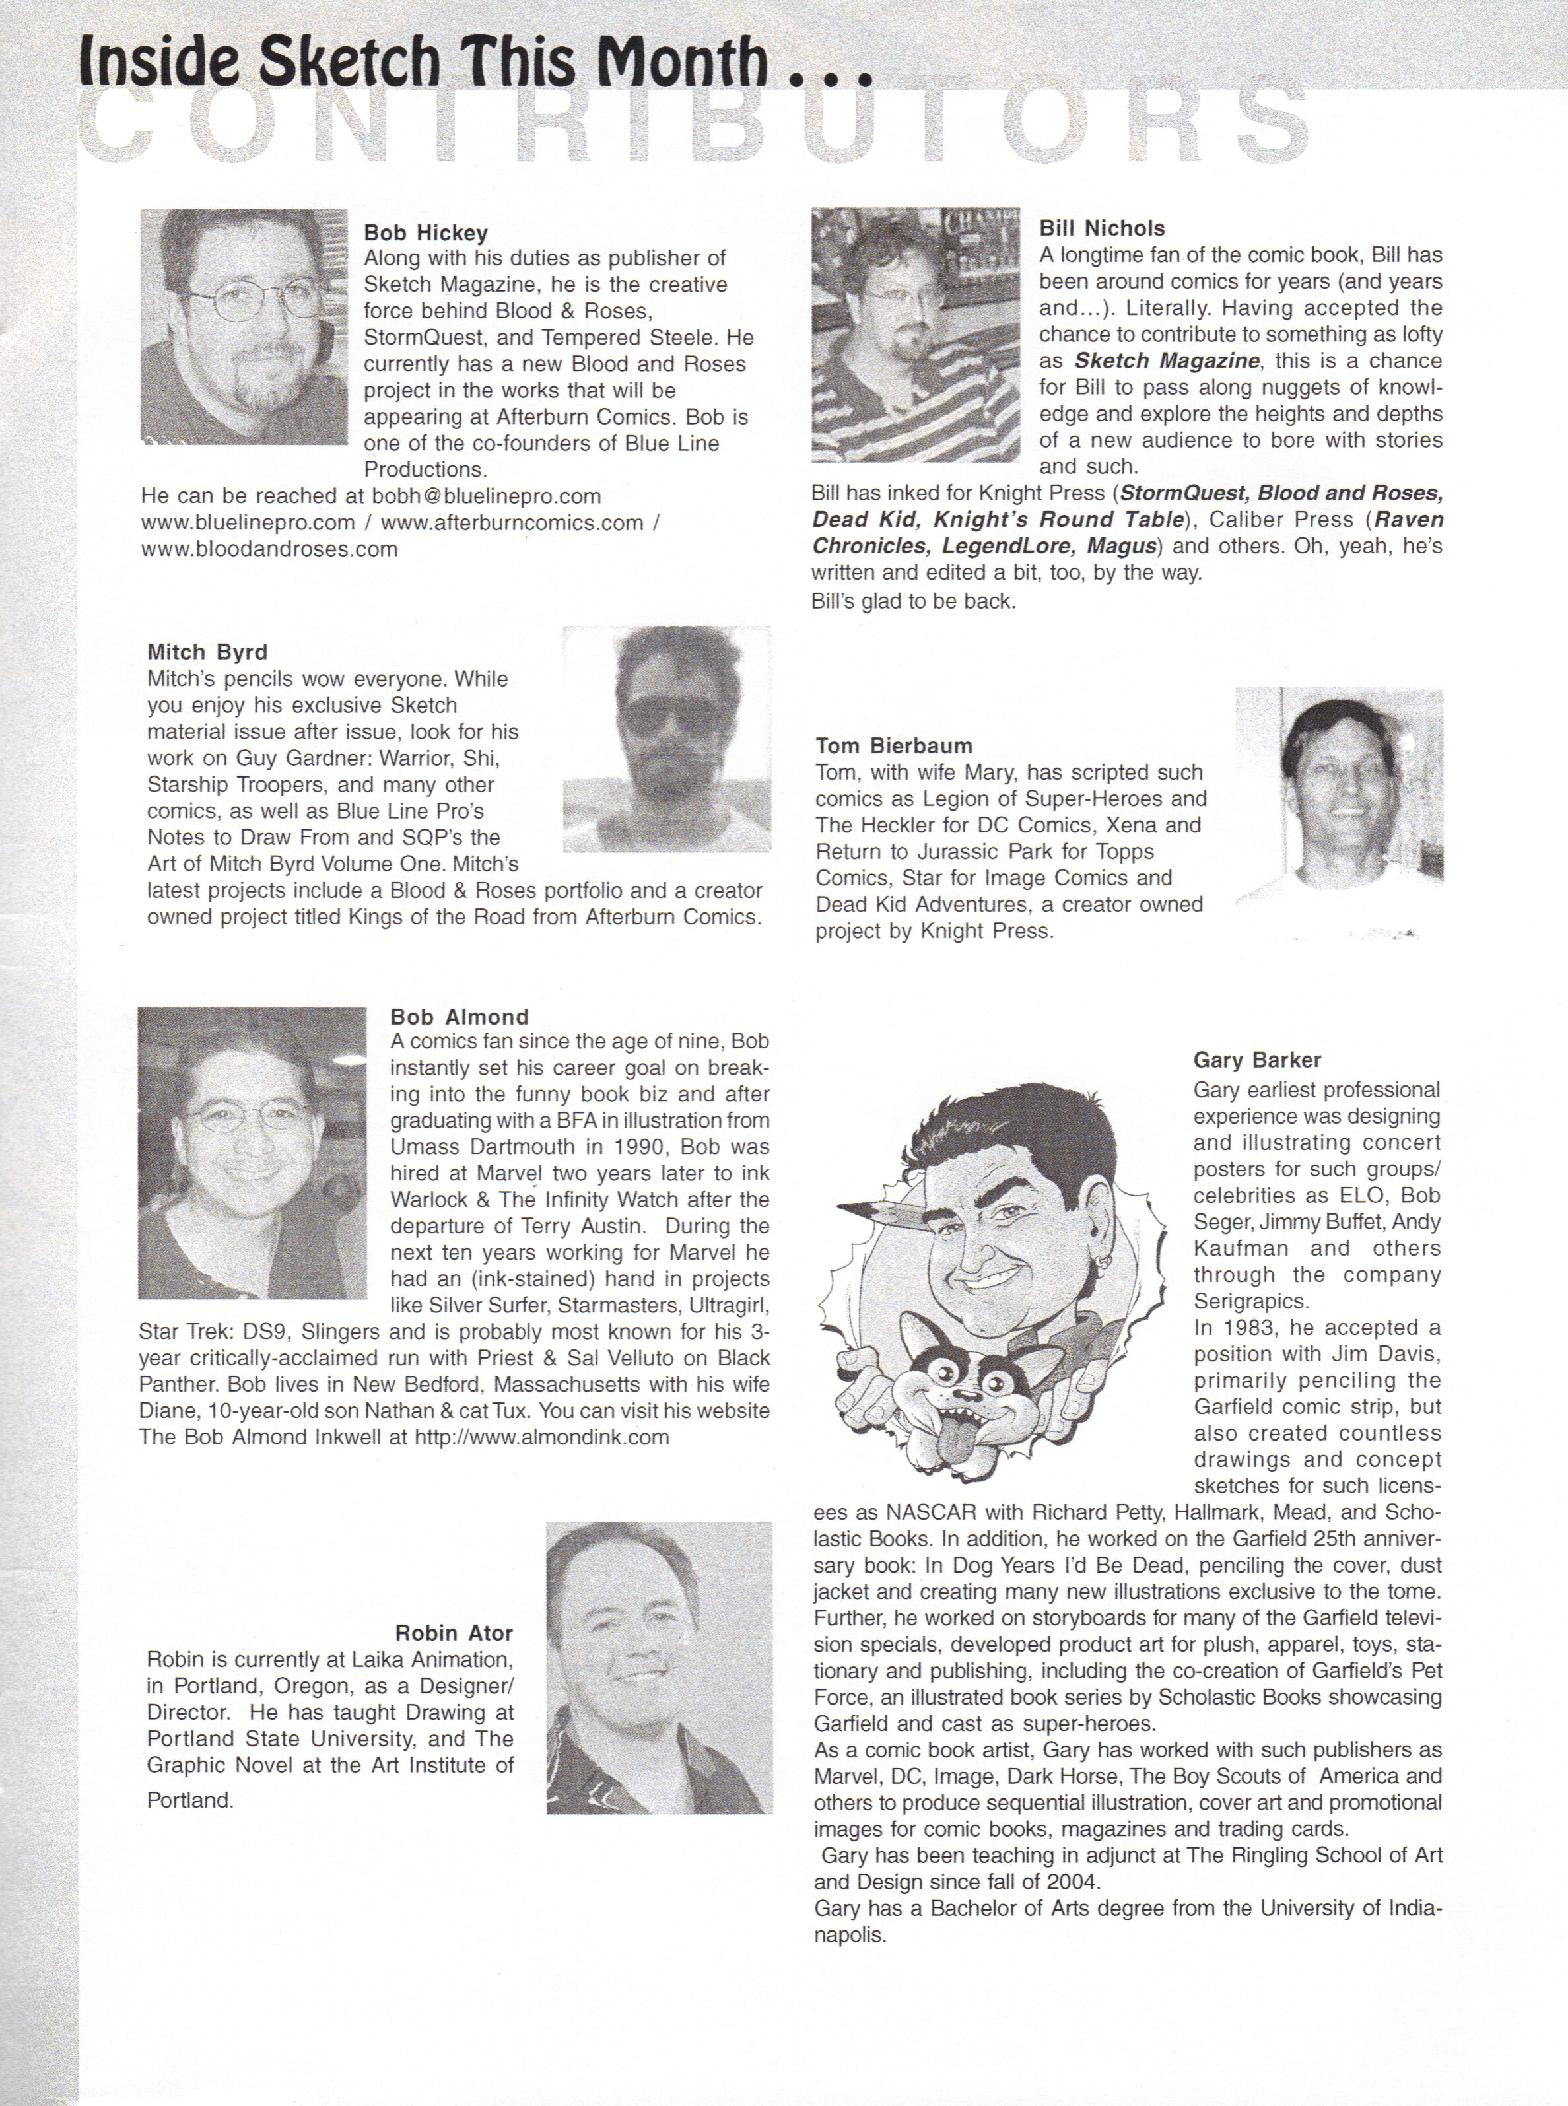 Inside Sketch This Month . . .
CONTRIBUTORS
Bob Hickey
Along with his duties as publisher of
Sketch Magazine, he is the creative
force behind Blood & Roses,
StormQuest, and Tempered Steele. He
currently has a new Blood and Roses
project in the works that will be
appearing at Afterburn Comics. Bob is
one of the co-founders of Blue Line
Productions.
He can be reached at bobh@bluelinepro.com
www.bluelinepro.com / www.afterburncomics.com /
www.bloodandroses.com
Mitch Byrd
Mitch's pencils wow everyone. While
you enjoy his exclusive Sketch
material issue after issue, look for his
work on Guy Gardner: Warrior, Shi,
Starship Troopers, and many other
comics, as well as Blue Line Pro's
Notes to Draw From and SQP's the
Art of Mitch Byrd Volume One. Mitch's
latest projects include a Blood & Roses portfolio and a creator
owned project titled Kings of the Road from Afterburn Comics.
Bob Almond
A comics fan since the age of nine, Bob
instantly set his career goal on break-
ing into the funny book biz and after
graduating with a BFA in illustration from
Umass Dartmouth in 1990, Bob was
hired at Marvel two years later to ink
Warlock & The Infinity Watch after the
departure of Terry Austin. During the
next ten years working for Marvel he
had an (ink-stained) hand in projects
like Silver Surfer, Starmasters, Ultragirl,
Star Trek: DS9, Slingers and is probably most known for his 3-
year critically-acclaimed run with Priest & Sal Velluto on Black
Panther. Bob lives in New Bedford, Massachusetts with his wife
Diane, 10-year-old son Nathan & cat Tux. You can visit his website
The Bob Almond Inkwell at http://www.almondink.com
Robin Ator
Robin is currently at Laika Animation,
in Portland, Oregon, as a Designer/
Director. He has taught Drawing at
Portland State University, and The
Graphic Novel at the Art Institute of
Portland.
CHAMP
Bill Nichols
A longtime fan of the comic book, Bill has
been around comics for years (and years
and...). Literally. Having accepted the
chance to contribute to something as lofty
as Sketch Magazine, this is a chance
for Bill to pass along nuggets of knowl-
edge and explore the heights and depths
of a new audience to bore with stories
and such.
Bill has inked for Knight Press (StormQuest, Blood and Roses,
Dead Kid, Knight's Round Table), Caliber Press (Raven
Chronicles, LegendLore, Magus) and others. Oh, yeah, he's
written and edited a bit, too, by the way.
Bill's glad to be back.
Tom Bierbaum
Tom, with wife Mary, has scripted such
comics as Legion of Super-Heroes and
The Heckler for DC Comics, Xena and
Return to Jurassic Park for Topps
Comics, Star for Image Comics and
Dead Kid Adventures, a creator owned
project by Knight Press.
Gary Barker
Gary earliest professional
experience was designing
and illustrating concert
posters for such groups/
celebrities as ELO, Bob
Seger, Jimmy Buffet, Andy
Kaufman and others
through the company
Serigrapics.
In 1983, he accepted a
position with Jim Davis,
primarily penciling the
Garfield comic strip, but
also created countless
drawings and concept
sketches for such licens-
ees as NASCAR with Richard Petty, Hallmark, Mead, and Scho-
lastic Books. In addition, he worked on the Garfield 25th anniver-
sary book: In Dog Years I'd Be Dead, penciling the cover, dust
jacket and creating many new illustrations exclusive to the tome.
Further, he worked on storyboards for many of the Garfield televi-
sion specials, developed product art for plush, apparel, toys, sta-
tionary and publishing, including the co-creation of Garfield's Pet
Force, an illustrated book series by Scholastic Books showcasing
Garfield and cast as super-heroes.
As a comic book artist, Gary has worked with such publishers as
Marvel, DC, Image, Dark Horse, The Boy Scouts of America and
others to produce sequential illustration, cover art and promotional
images for comic books, magazines and trading cards.
Gary has been teaching in adjunct at The Ringling School of Art
and Design since fall of 2004.
Gary has a Bachelor of Arts degree from the University of India-
napolis.